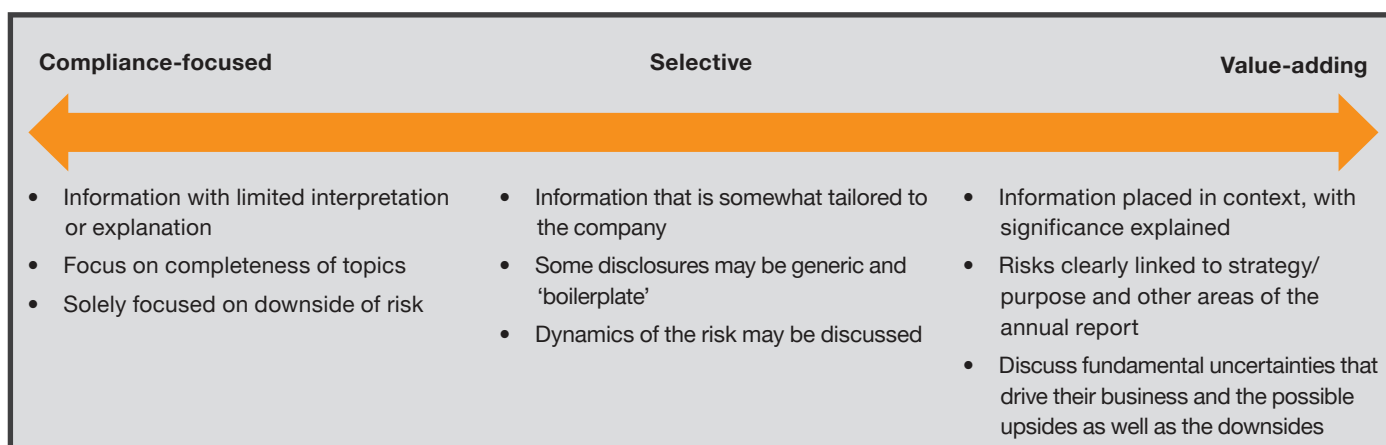 Compliance-focused
Selective
Value-adding
• Information with limited interpretation
or explanation
• Focus on completeness of topics
• Solely focused on downside of risk
• Information that is somewhat tailored to
the company
• Some disclosures may be generic and
'boilerplate'
• Dynamics of the risk may be discussed
• Information placed in context, with
significance explained
• Risks clearly linked to strategy/
purpose and other areas of the
annual report
• Discuss fundamental uncertainties that
drive their business and the possible
upsides as well as the downsides